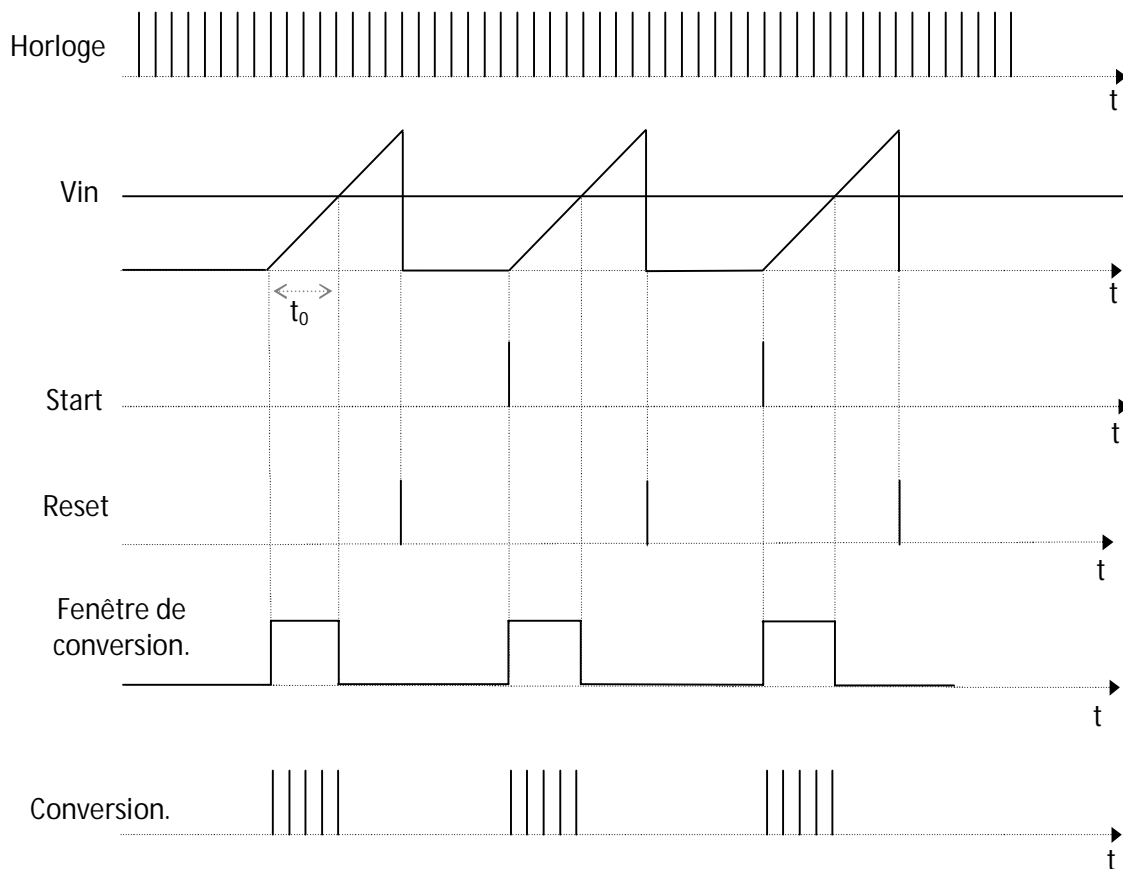 Horloge
t
Vin
t
t₀
Start
t
Reset
t
Fenêtre de
conversion.
t
Conversion.
t